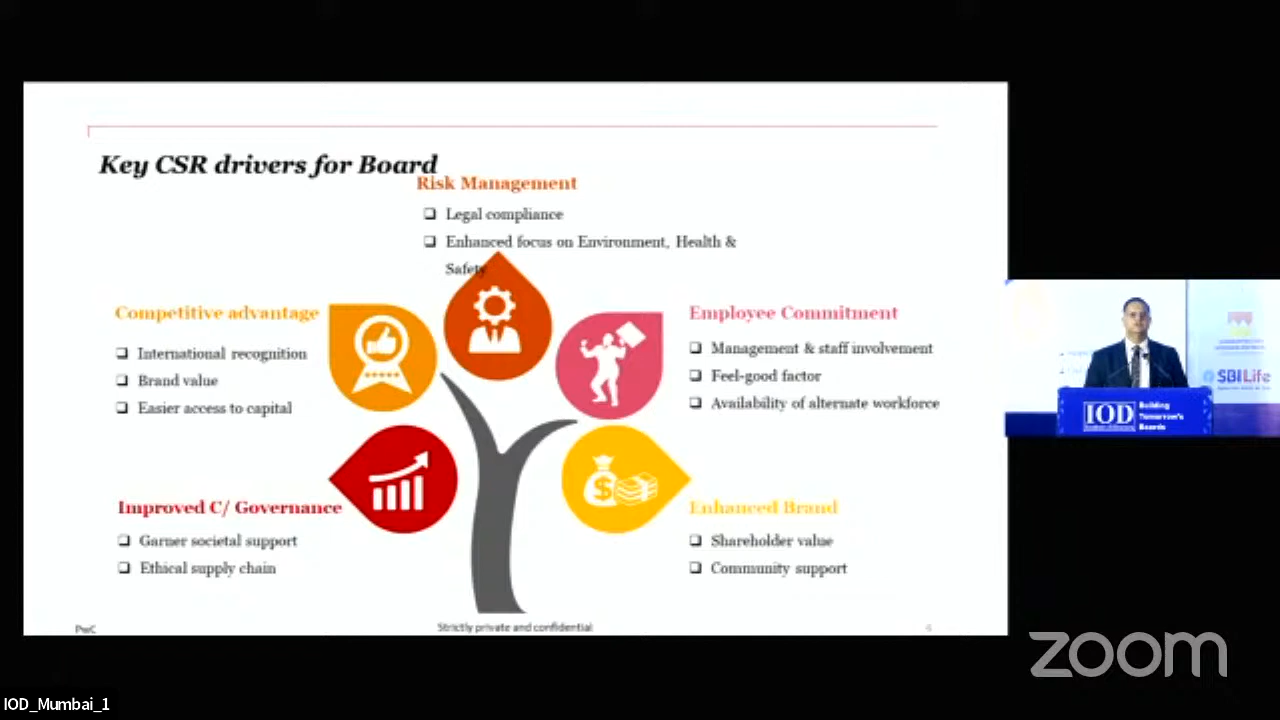 Key CSR drivers for Board
Risk Management
❑ Legal compliance
❑ Enhanced focus on Environment, Health &
Safety
Competitive advantage
❑ International recognition
❑ Brand value
❑ Easier access to capital
Employee Commitment
❑ Management & staff involvement
❑ Feel-good factor
❑ Availability of alternate workforce
Improved C/ Governance
❑ Garner societal support
❑ Ethical supply chain
Enhanced Brand
❑ Shareholder value
❑ Community support
$
PwC
Strictly private and confidential
SBI Life
IOD
Building
Tomorrow's
Boards
zoom
IOD_Mumbai_1